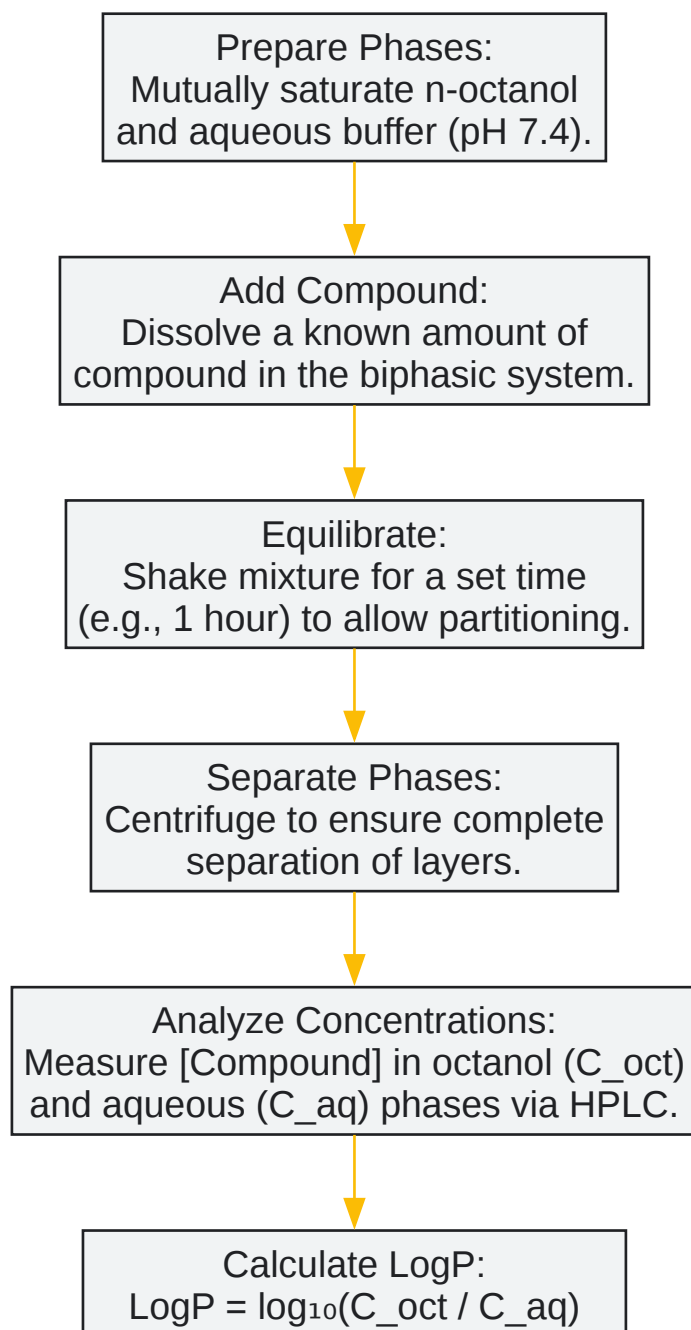 Prepare Phases:
Mutually saturate n-octanol
and aqueous buffer (pH 7.4).
Add Compound:
Dissolve a known amount of
compound in the biphasic system.
Equilibrate:
Shake mixture for a set time
(e.g., 1 hour) to allow partitioning.
Separate Phases:
Centrifuge to ensure complete
separation of layers.
Analyze Concentrations:
Measure [Compound] in octanol (C_oct)
and aqueous (C_aq) phases via HPLC.
Calculate LogP:
LogP = log₁₀(C_oct / C_aq)